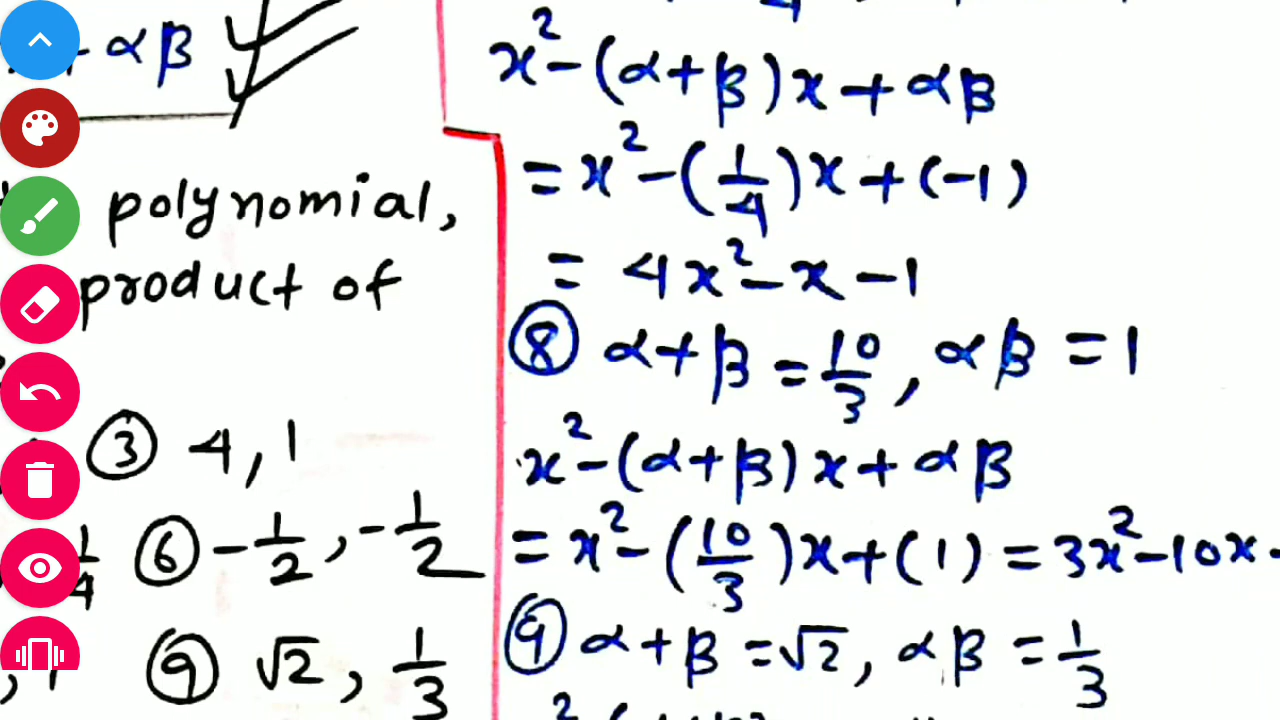 αβ
polynomial,
product of
③ 4, 1
1/4 ⑥ -1/2, -1/2
⑨ √2, 1/3
x² - (α+β)x + αβ
= x² - (1/4)x + (-1)
= 4x² - x - 1
⑧ α+β = 10/3, αβ = 1
x² - (α+β)x + αβ
= x² - (10/3)x + (1) = 3x² - 10x
⑨ α+β = √2, αβ = 1/3